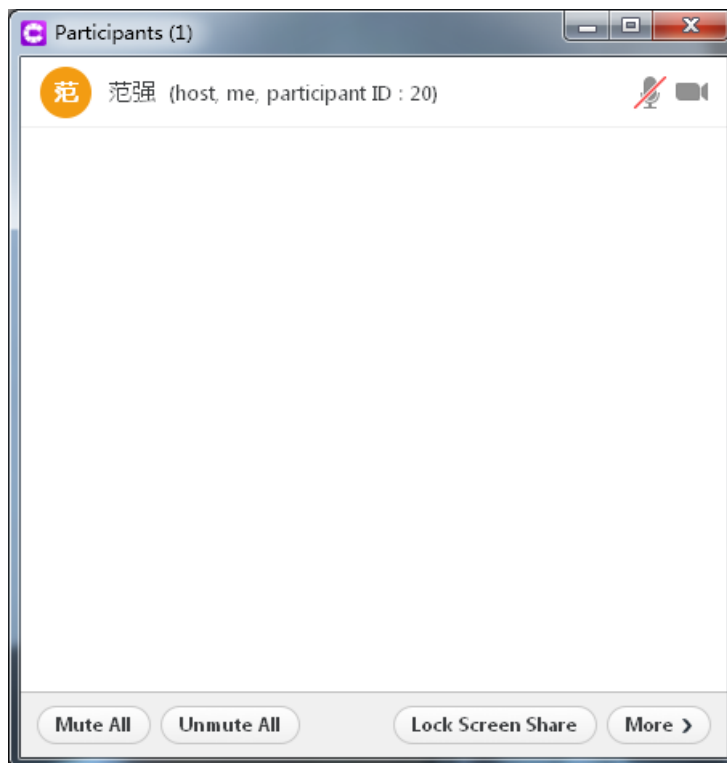 Participants (1)
范 范强 (host, me, participant ID : 20)
Mute All Unmute All Lock Screen Share More